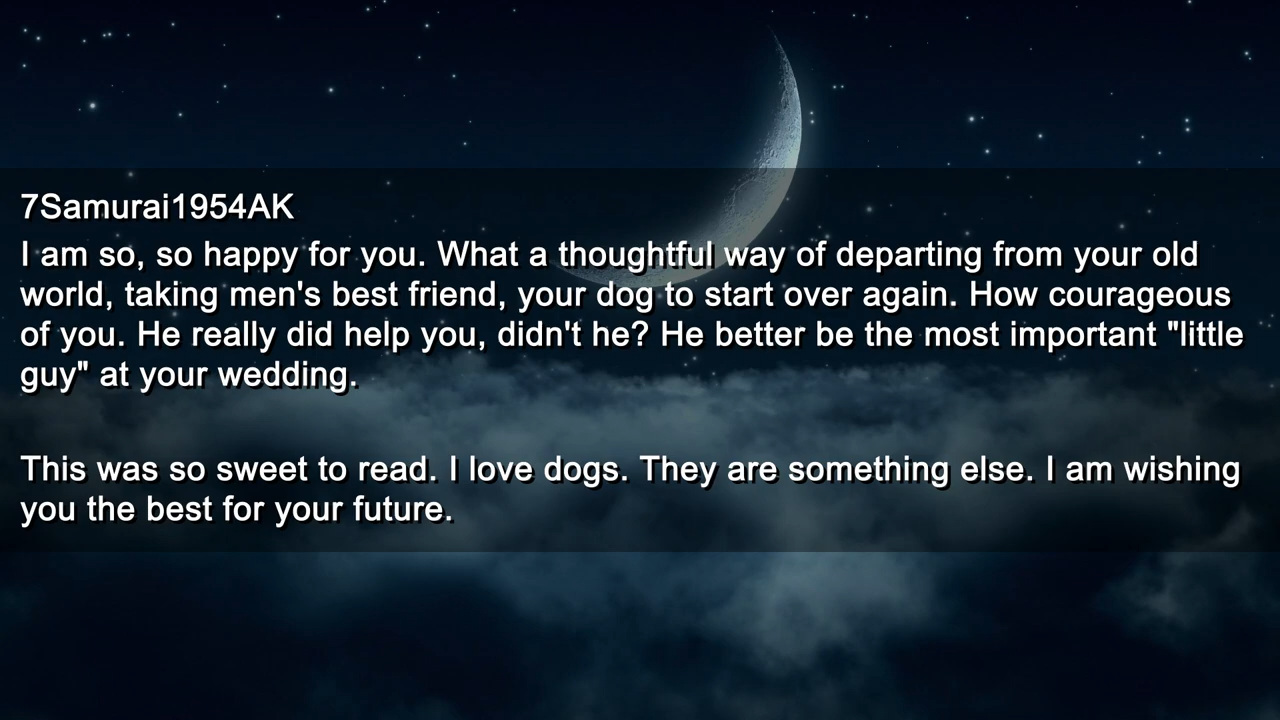 7Samurai1954AK
I am so, so happy for you. What a thoughtful way of departing from your old
world, taking men's best friend, your dog to start over again. How courageous
of you. He really did help you, didn't he? He better be the most important "little
guy" at your wedding.
This was so sweet to read. I love dogs. They are something else. I am wishing
you the best for your future.